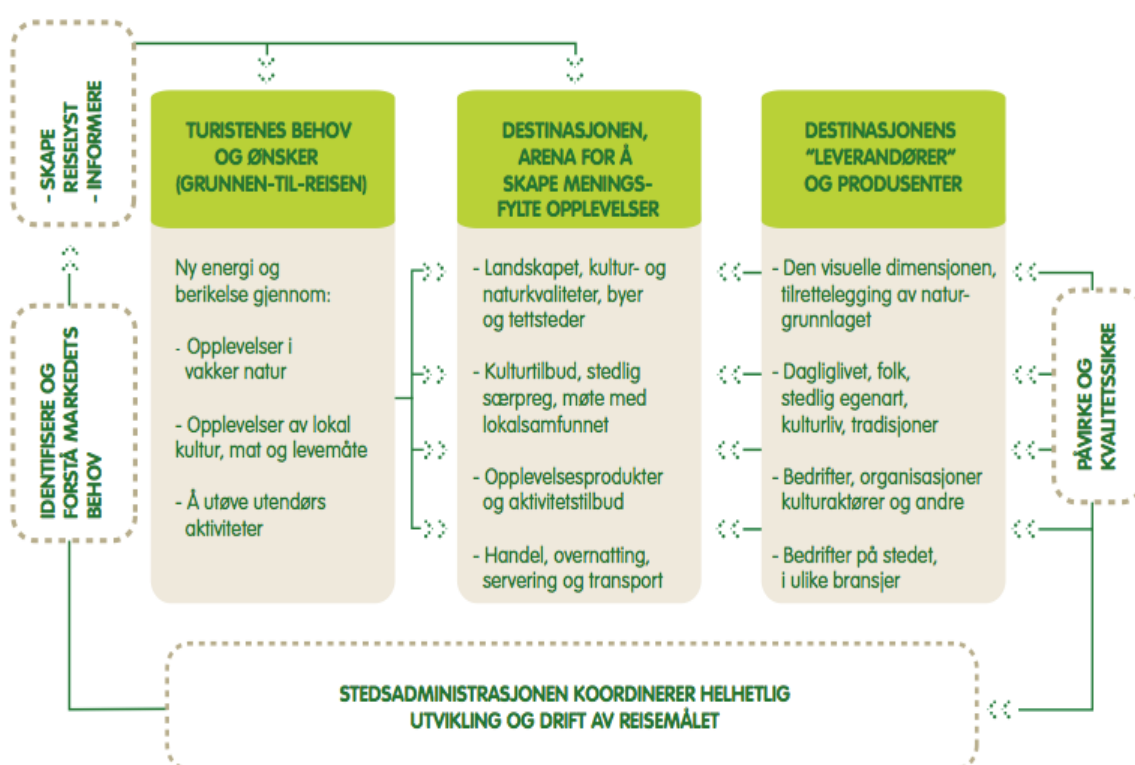 - SKAPE
REISELYST
- INFORMERE
TURISTENES BEHOV
OG ØNSKER
(GRUNNEN-TIL-REISEN)
Ny energi og
berikelse gjennom:
- Opplevelser i
vakker natur
- Opplevelser av lokal
kultur, mat og levemåte
- Å utøve utendørs
aktiviteter
DESTINASJONEN,
ARENA FOR Å
SKAPE MENINGS-
FYLTE OPPLEVELSER
- Landskapet, kultur- og
naturkvaliteter, byer
og tettsteder
- Kulturtilbud, stedlig
særpreg, møte med
lokalsamfunnet
- Opplevelsesprodukter
og aktivitetstilbud
- Handel, overnatting,
servering og transport
DESTINASJONENS
“LEVERANDØRER”
OG PRODUSENTER
- Den visuelle dimensjonen,
tilrettelegging av natur-
grunnlaget
- Dagliglivet, folk,
stedlig egenart,
kulturliv, tradisjoner
- Bedrifter, organisasjoner
kulturaktører og andre
- Bedrifter på stedet,
i ulike bransjer
IDENTIFISERE OG
FORSTÅ MARKEDETS
BEHOV
PÅVIRKE OG
KVALITETSSIKRE
STEDSADMINISTRASJONEN KOORDINERER HELHETLIG
UTVIKLING OG DRIFT AV REISEMÅLET